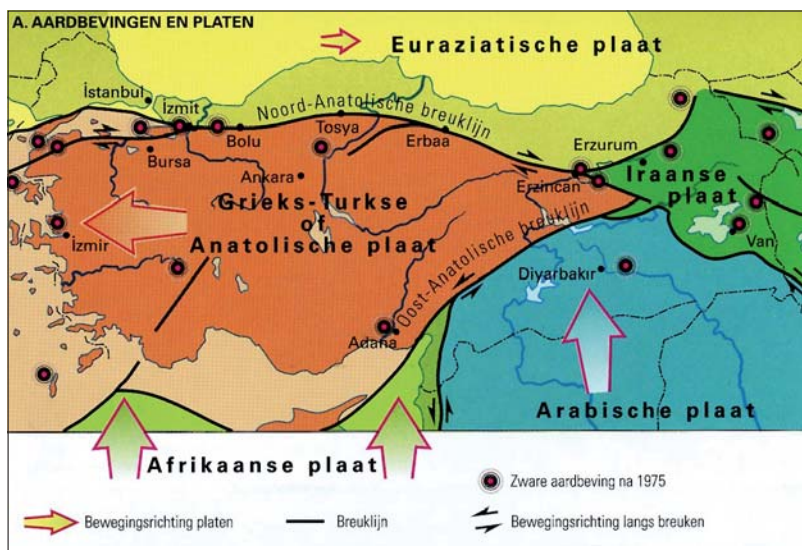 A. AARDBEVINGEN EN PLATEN
Euraziatische plaat
İstanbul
İzmit
Noord-Anatolische breuklijn
Bolu
Tosya
Erbaa
Bursa
Ankara
Erzurum
Erzincan
Iraanse
plaat
Grieks-Turkse
of
Anatolische plaat
İzmir
Van
Oost-Anatolische breuklijn
Diyarbakır
Adana
Arabische plaat
Afrikaanse plaat
Zware aardbeving na 1975
Bewegingsrichting platen
Breuklijn
Bewegingsrichting langs breuken